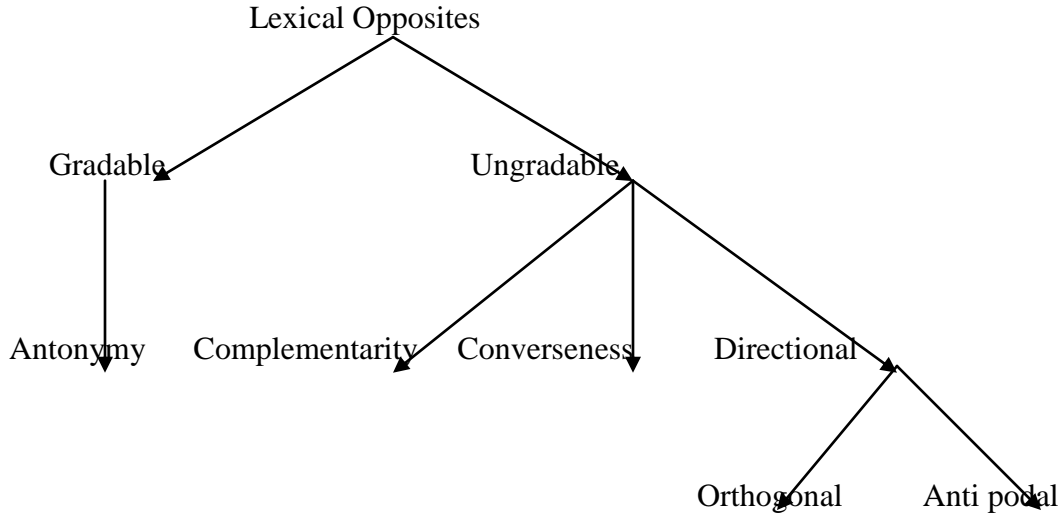 Lexical Opposites
Gradable Ungradable
Antonymy Complementarity Converseness Directional
Orthogonal Anti podal